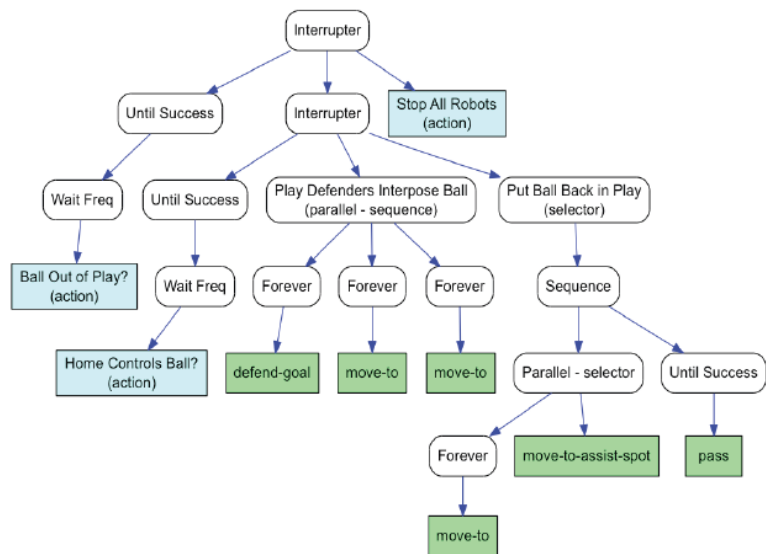 Interrupter
Until Success
Interrupter
Stop All Robots
(action)
Wait Freq
Until Success
Play Defenders Interpose Ball
(parallel - sequence)
Put Ball Back in Play
(selector)
Ball Out of Play?
(action)
Wait Freq
Forever
Forever
Forever
Sequence
Home Controls Ball?
(action)
defend-goal
move-to
move-to
Parallel - selector
Until Success
Forever
move-to-assist-spot
pass
move-to